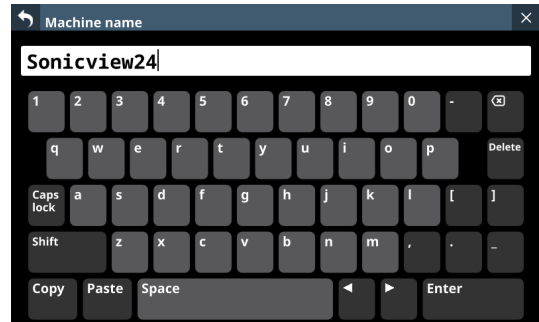 Machine name
Sonicview24
1 2 3 4 5 6 7 8 9 0 -
q w e r t y u i o p Delete
Caps lock a s d f g h j k l [ ]
Shift z x c v b n m , . _
Copy Paste Space ◀ ▶ Enter